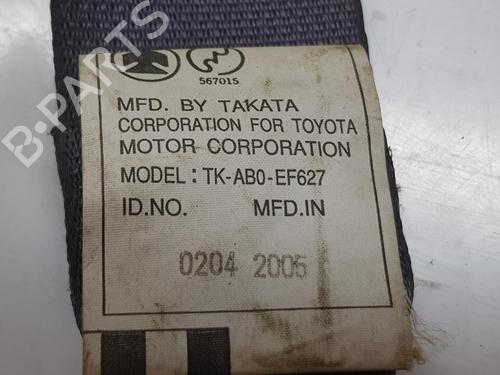 567015
MFD. BY TAKATA
CORPORATION FOR TOYOTA
MOTOR CORPORATION
MODEL : TK-AB0-EF627
ID.NO. MFD.IN
0204 2005
B-PARTS